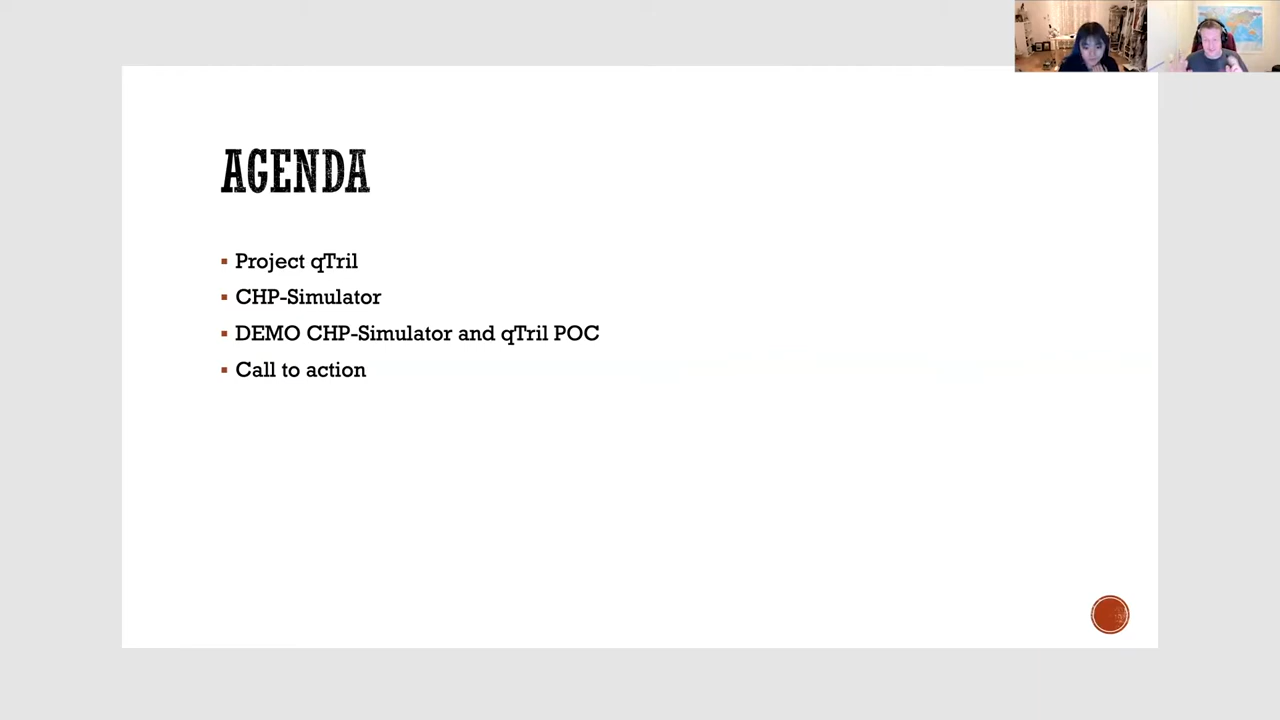 AGENDA
Project qTril
CHP-Simulator
DEMO CHP-Simulator and qTril POC
Call to action